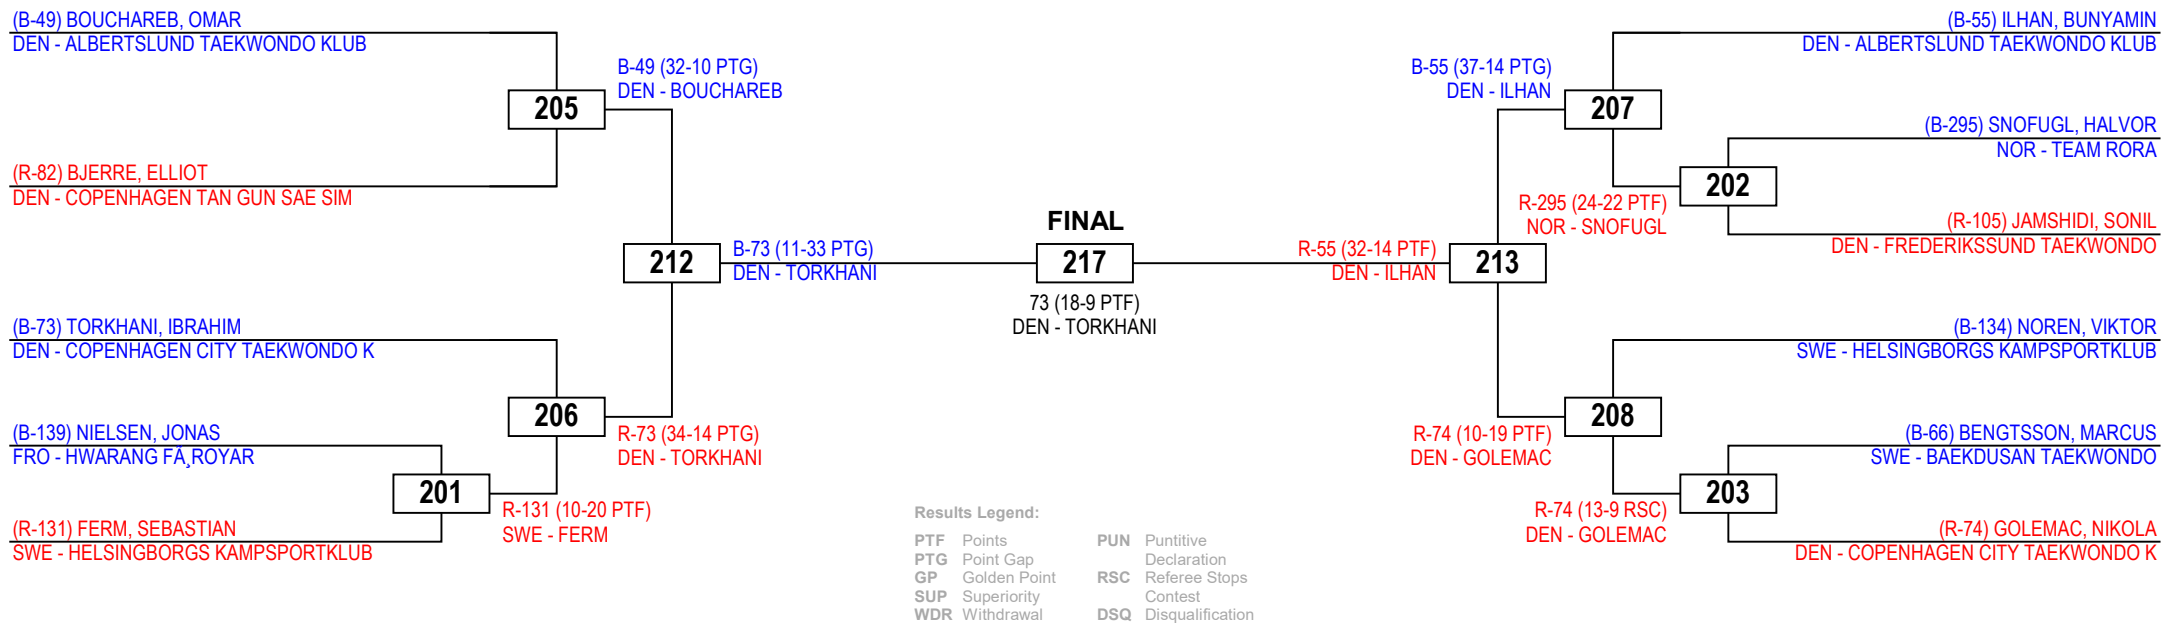 (B-49) BOUCHAREB, OMAR
DEN - ALBERTSLUND TAEKWONDO KLUB
B-49 (32-10 PTG)
DEN - BOUCHAREB
205
(R-82) BJERRE, ELLIOT
DEN - COPENHAGEN TAN GUN SAE SIM
212
B-73 (11-33 PTG)
DEN - TORKHANI
(B-73) TORKHANI, IBRAHIM
DEN - COPENHAGEN CITY TAEKWONDO K
206
R-73 (34-14 PTG)
DEN - TORKHANI
(B-139) NIELSEN, JONAS
FRO - HWARANG FÄ¸ROYAR
201
R-131 (10-20 PTF)
SWE - FERM
(R-131) FERM, SEBASTIAN
SWE - HELSINGBORGS KAMPSPORTKLUB
FINAL
217
73 (18-9 PTF)
DEN - TORKHANI
(B-55) ILHAN, BUNYAMIN
DEN - ALBERTSLUND TAEKWONDO KLUB
B-55 (37-14 PTG)
DEN - ILHAN
207
(B-295) SNOFUGL, HALVOR
NOR - TEAM RORA
202
R-295 (24-22 PTF)
NOR - SNOFUGL
(R-105) JAMSHIDI, SONIL
DEN - FREDERIKSSUND TAEKWONDO
R-55 (32-14 PTF)
DEN - ILHAN
213
(B-134) NOREN, VIKTOR
SWE - HELSINGBORGS KAMPSPORTKLUB
208
R-74 (10-19 PTF)
DEN - GOLEMAC
(B-66) BENGTSSON, MARCUS
SWE - BAEKDUSAN TAEKWONDO
203
R-74 (13-9 RSC)
DEN - GOLEMAC
(R-74) GOLEMAC, NIKOLA
DEN - COPENHAGEN CITY TAEKWONDO K
Results Legend:
PTF Points
PTG Point Gap
GP Golden Point
SUP Superiority
WDR Withdrawal
PUN Puntitive
Declaration
RSC Referee Stops
Contest
DSQ Disqualification